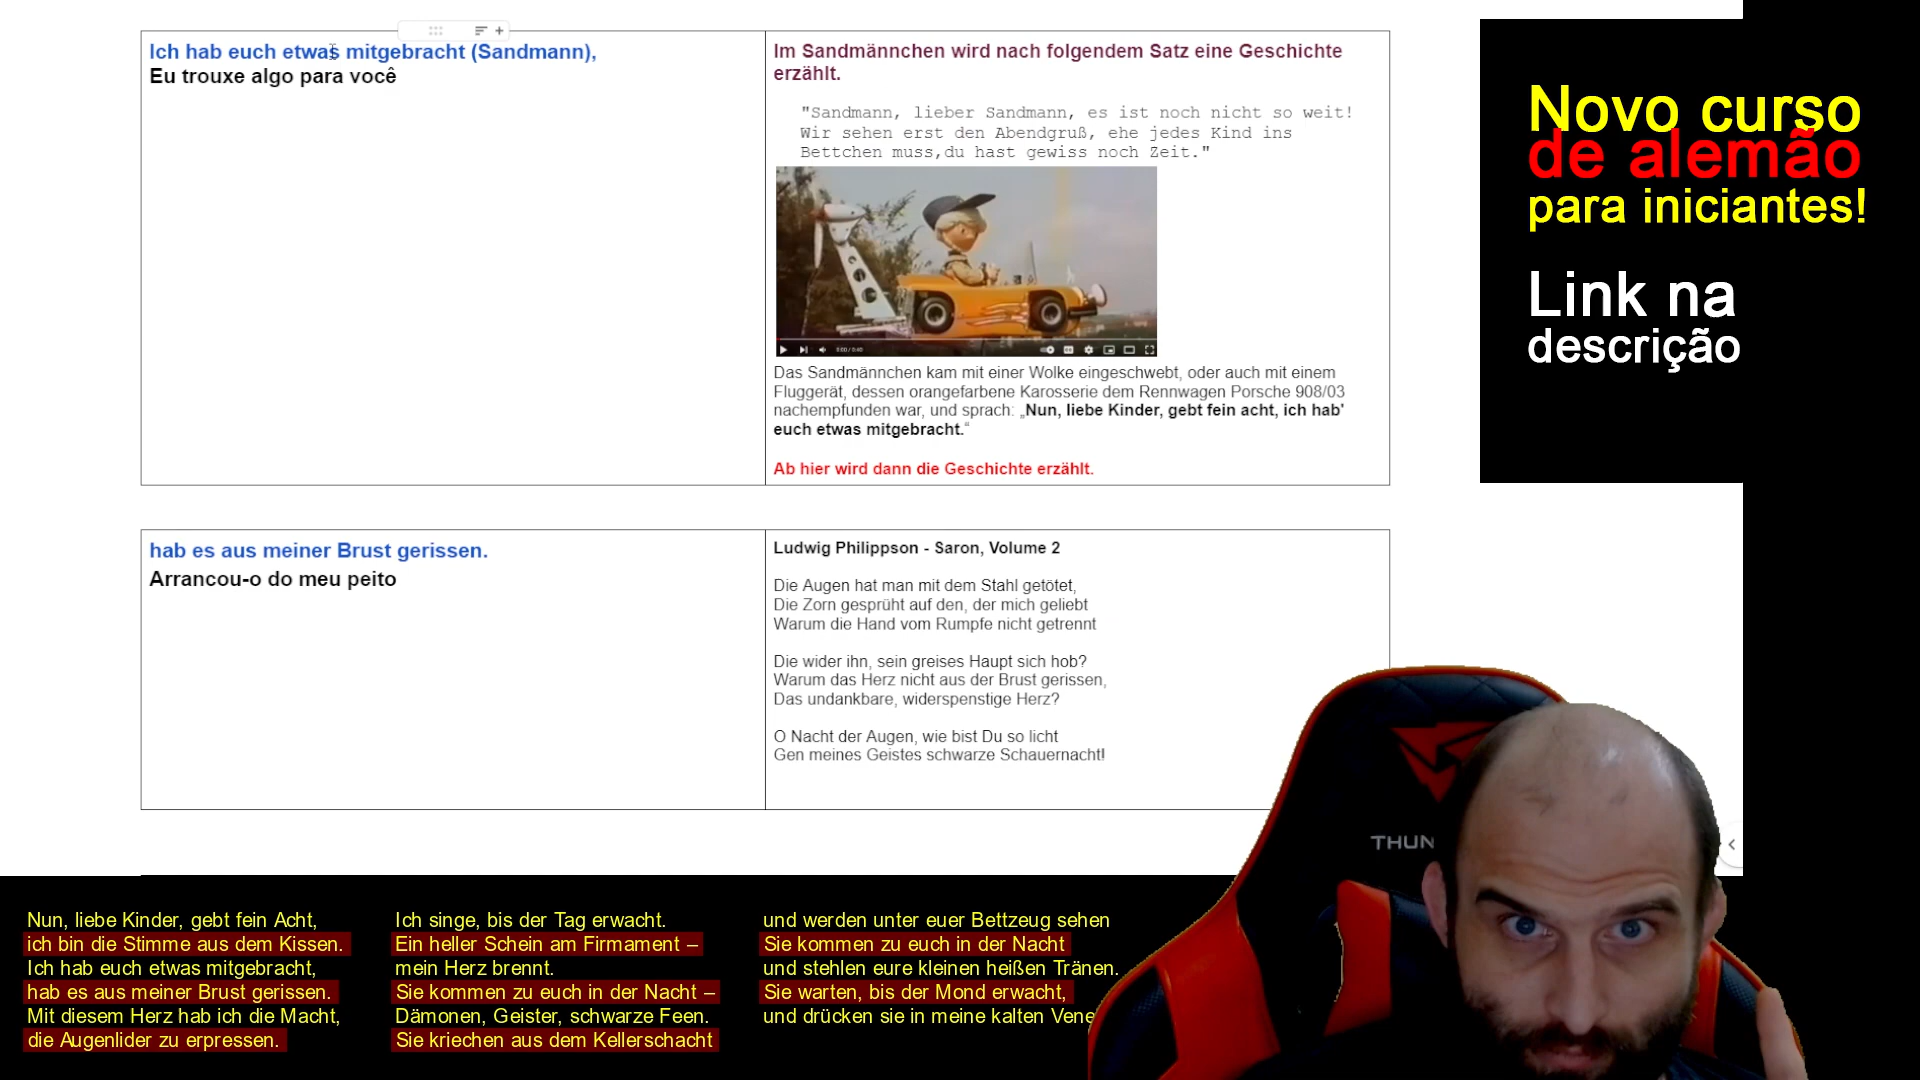 Ich hab euch etwas mitgebracht (Sandmann),
Eu trouxe algo para você
Im Sandmännchen wird nach folgendem Satz eine Geschichte
erzählt.
"Sandmann, lieber Sandmann, es ist noch nicht so weit!
Wir sehen erst den Abendgruß, ehe jedes Kind ins
Bettchen muss,du hast gewiss noch Zeit."
0:00 / 0:40
Das Sandmännchen kam mit einer Wolke eingeschwebt, oder auch mit einem
Fluggerät, dessen orangefarbene Karosserie dem Rennwagen Porsche 908/03
nachempfunden war, und sprach: „Nun, liebe Kinder, gebt fein acht, ich hab'
euch etwas mitgebracht.“
Ab hier wird dann die Geschichte erzählt.
hab es aus meiner Brust gerissen.
Arrancou-o do meu peito
Ludwig Philippson - Saron, Volume 2
Die Augen hat man mit dem Stahl getötet,
Die Zorn gesprüht auf den, der mich geliebt
Warum die Hand vom Rumpfe nicht getrennt
Die wider ihn, sein greises Haupt sich hob?
Warum das Herz nicht aus der Brust gerissen,
Das undankbare, widerspenstige Herz?
O Nacht der Augen, wie bist Du so licht
Gen meines Geistes schwarze Schauernacht!
Novo curso
de alemão
para iniciantes!
Link na
descrição
THUN
Nun, liebe Kinder, gebt fein Acht,
ich bin die Stimme aus dem Kissen.
Ich hab euch etwas mitgebracht,
hab es aus meiner Brust gerissen.
Mit diesem Herz hab ich die Macht,
die Augenlider zu erpressen.
Ich singe, bis der Tag erwacht.
Ein heller Schein am Firmament –
mein Herz brennt.
Sie kommen zu euch in der Nacht –
Dämonen, Geister, schwarze Feen.
Sie kriechen aus dem Kellerschacht
und werden unter euer Bettzeug sehen
Sie kommen zu euch in der Nacht
und stehlen eure kleinen heißen Tränen.
Sie warten, bis der Mond erwacht,
und drücken sie in meine kalten Vene